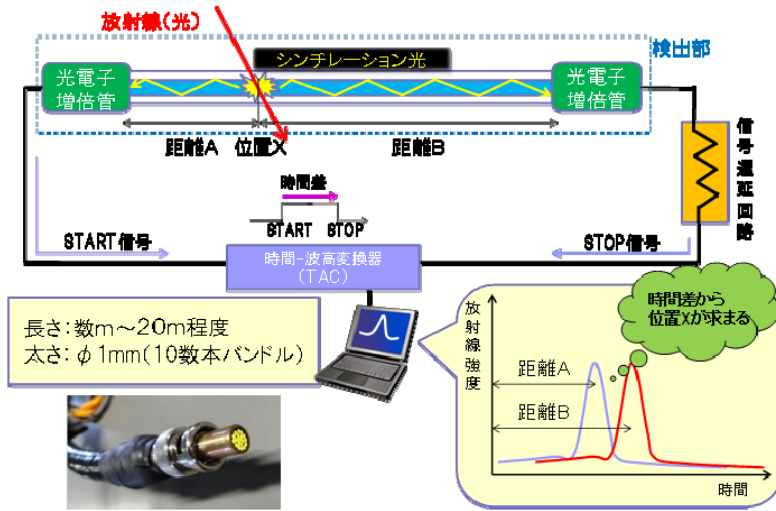 放射線(光)
シンチレーション光
検出部
光電子
増倍管
光電子
増倍管
距離A
位置X
距離B
信号遅延回路
時間差
START
STOP
START信号
STOP信号
時間-波高変換器
(TAC)
長さ:数m~20m程度
太さ:φ1mm(10数本バンドル)
時間差から
位置Xが求まる
放射線強度
距離A
距離B
時間